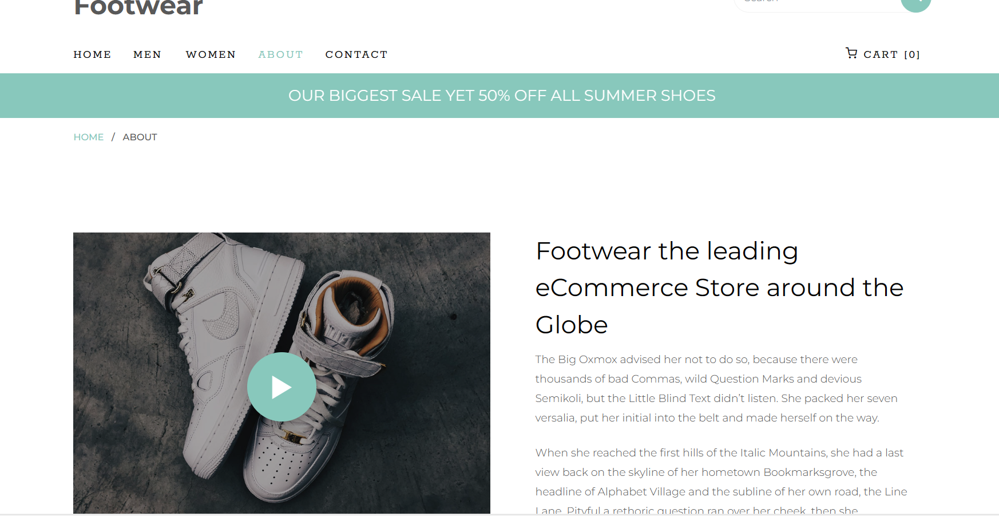 Footwear
Search
HOME MEN WOMEN ABOUT CONTACT CART [0]
OUR BIGGEST SALE YET 50% OFF ALL SUMMER SHOES
HOME / ABOUT
Footwear the leading
eCommerce Store around the
Globe
The Big Oxmox advised her not to do so, because there were
thousands of bad Commas, wild Question Marks and devious
Semikoli, but the Little Blind Text didn’t listen. She packed her seven
versalia, put her initial into the belt and made herself on the way.
When she reached the first hills of the Italic Mountains, she had a last
view back on the skyline of her hometown Bookmarksgrove, the
headline of Alphabet Village and the subline of her own road, the Line
Lane. Pityful a rethoric question ran over her cheek, then she